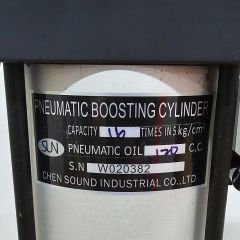 PNEUMATIC BOOSTING CYLINDER
CAPACITY 16 TIMES IN 5 kg/cm²
SUN PNEUMATIC OIL 120 C.C.
S.N W020382
CHEN SOUND INDUSTRIAL CO.,LTD